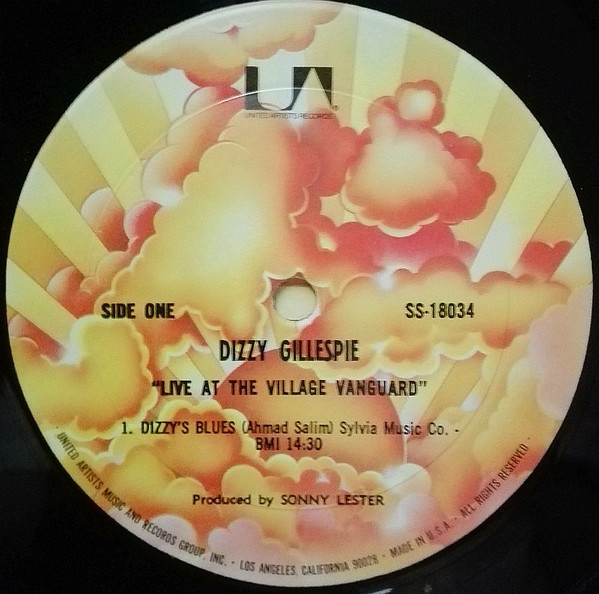 UA
UNITED ARTISTS RECORDS
SIDE ONE
SS-18034
DIZZY GILLESPIE
"LIVE AT THE VILLAGE VANGUARD"
1. DIZZY'S BLUES (Ahmad Salim) Sylvia Music Co. -
BMI 14:30
Produced by SONNY LESTER
· UNITED ARTISTS MUSIC AND RECORDS GROUP, INC. · LOS ANGELES, CALIFORNIA 90028 · MADE IN U.S.A. · ALL RIGHTS RESERVED ·